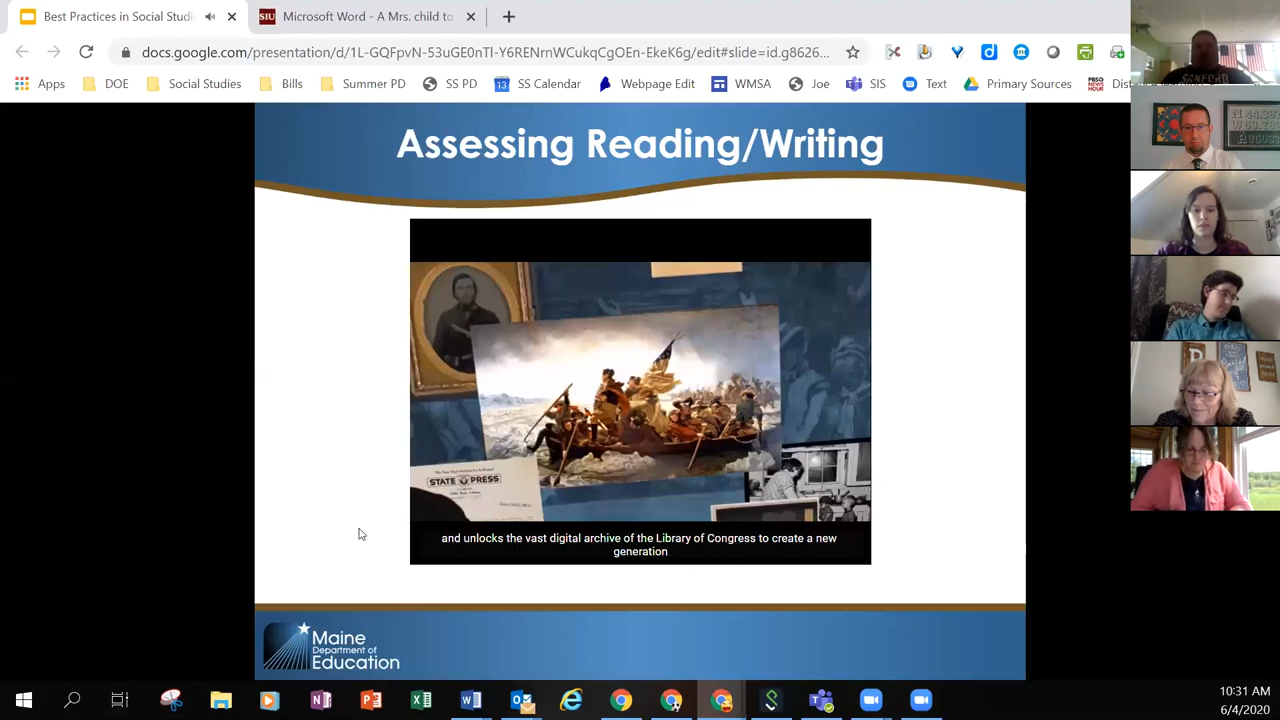 Best Practices in Social Studi
Microsoft Word - A Mrs. child to
docs.google.com/presentation/d/1L-GQFpvN-53uGE0nTl-Y6RENrnWCukqCgOEn-EkeK6g/edit#slide=id.g8626...
Apps DOE Social Studies Bills Summer PD SS PD SS Calendar Webpage Edit WMSA Joe SIS Text Primary Sources
Assessing Reading/Writing
STATE PRESS
and unlocks the vast digital archive of the Library of Congress to create a new
generation
Maine
Department of
Education
SANFORD
10:31 AM
6/4/2020